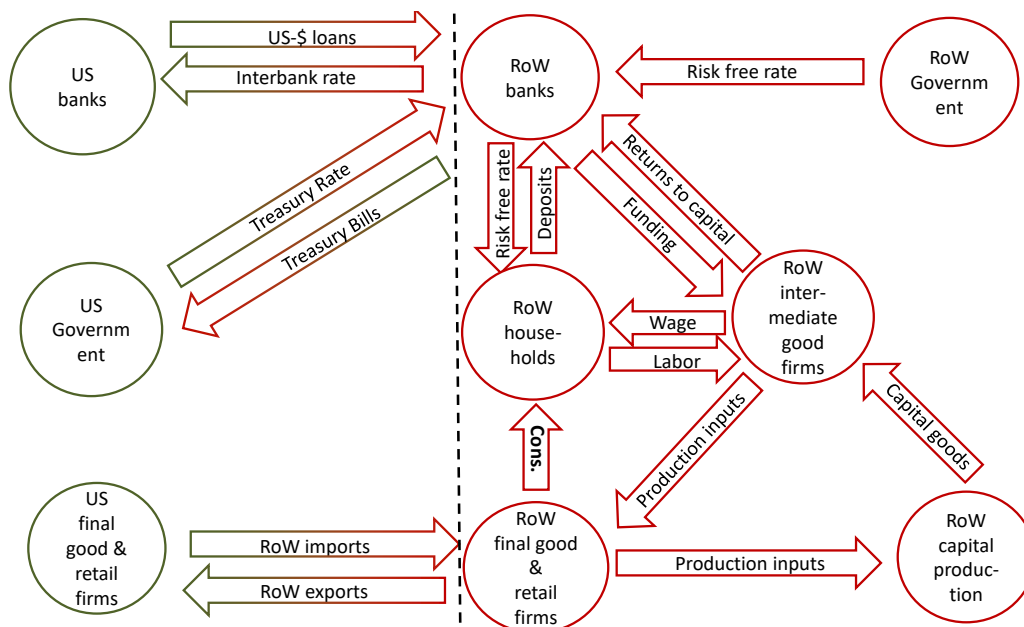 US-$ loans
Interbank rate
US
banks
RoW
banks
Risk free rate
RoW
Governm
ent
Treasury Rate
Treasury Bills
Risk free rate
Deposits
Returns to capital
Funding
US
Governm
ent
RoW
house-
holds
Wage
Labor
RoW
inter-
mediate
good
firms
Cons.
Production inputs
Capital goods
US
final
good &
retail
firms
RoW imports
RoW exports
RoW
final good
&
retail
firms
Production inputs
RoW
capital
produc-
tion